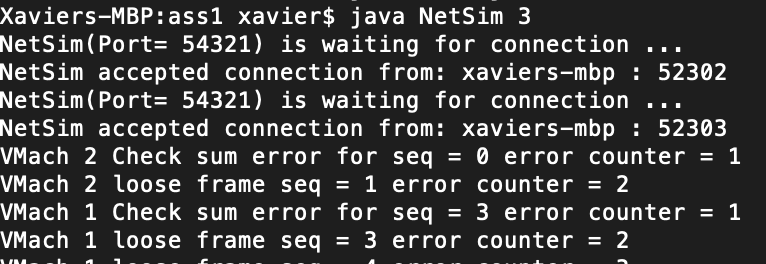 Xaviers-MBP:ass1 xavier$ java NetSim 3
NetSim(Port= 54321) is waiting for connection ...
NetSim accepted connection from: xaviers-mbp : 52302
NetSim(Port= 54321) is waiting for connection ...
NetSim accepted connection from: xaviers-mbp : 52303
VMach 2 Check sum error for seq = 0 error counter = 1
VMach 2 loose frame seq = 1 error counter = 2
VMach 1 Check sum error for seq = 3 error counter = 1
VMach 1 loose frame seq = 3 error counter = 2